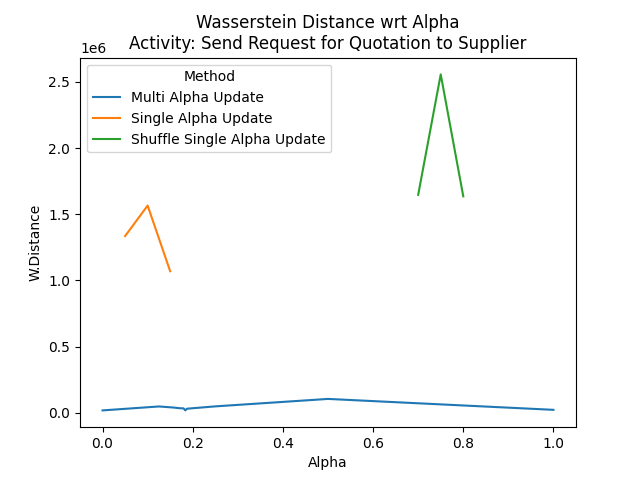 Wasserstein Distance wrt Alpha
Activity: Send Request for Quotation to Supplier
1e6
Method
Multi Alpha Update
Single Alpha Update
Shuffle Single Alpha Update
W.Distance
2.5
2.0
1.5
1.0
0.5
0.0
0.0 0.2 0.4 0.6 0.8 1.0
Alpha